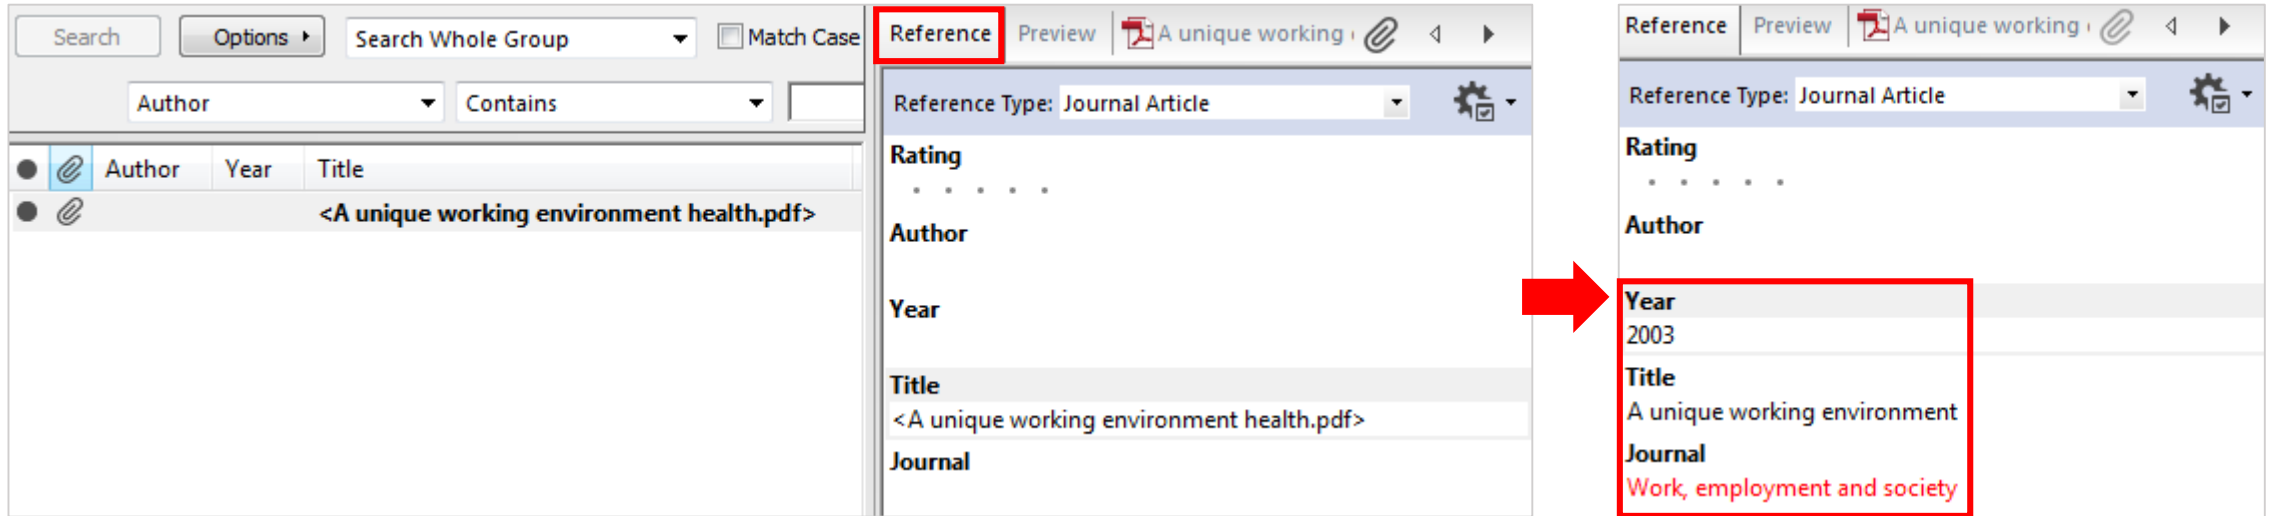 Search Options Search Whole Group Match Case
Author Contains
Author Year Title
<A unique working environment health.pdf>
Reference Preview A unique working
Reference Type: Journal Article
Rating
Author
Year
Title
<A unique working environment health.pdf>
Journal
Reference Preview A unique working
Reference Type: Journal Article
Rating
Author
Year
2003
Title
A unique working environment
Journal
Work, employment and society